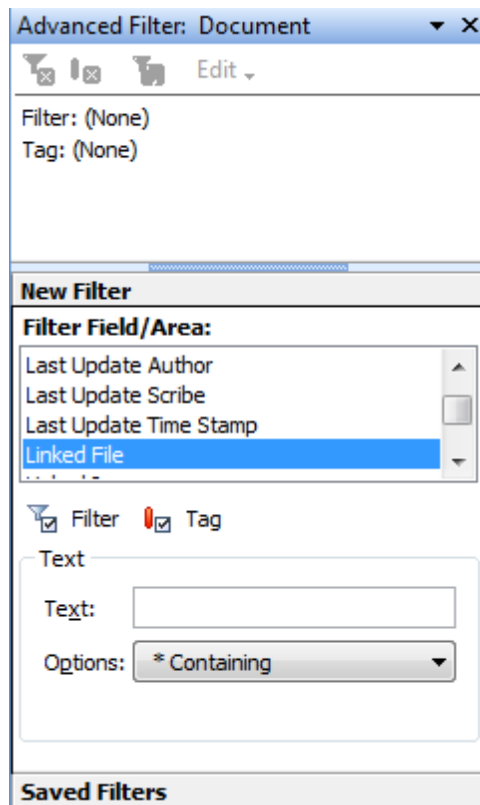 Advanced Filter: Document
Edit
Filter: (None)
Tag: (None)
New Filter
Filter Field/Area:
Last Update Author
Last Update Scribe
Last Update Time Stamp
Linked File
Filter Tag
Text
Text:
Options: * Containing
Saved Filters